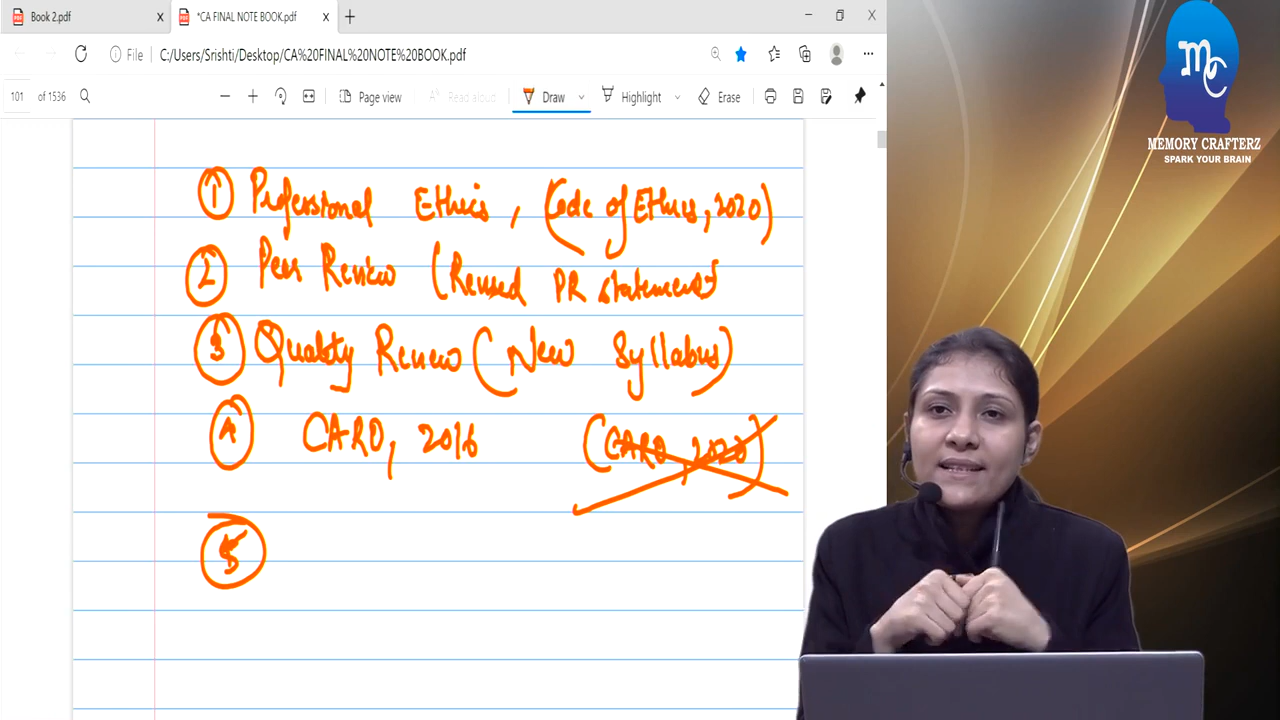 Book 2.pdf
*CA FINAL NOTE BOOK.pdf
File C:/Users/Srishti/Desktop/CA%20FINAL%20NOTE%20BOOK.pdf
101 of 1536 Page view Read aloud Draw Highlight Erase
MC
MEMORY CRAFTERZ
SPARK YOUR BRAIN
1 Professional Ethics, (Code of Ethics, 2020)
2 Peer Review (Revised PR statement
3 Quality Review (New Syllabus)
4 CARO, 2016 (CARO, 2020)
5